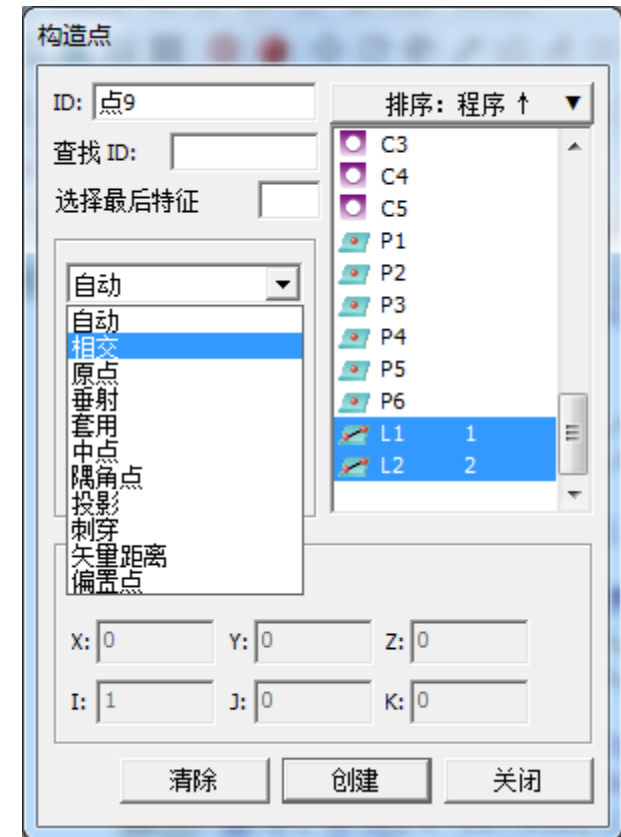 构造点
ID: 点9
查找 ID:
选择最后特征
自动
自动
相交
原点
垂射
套用
中点
隅角点
投影
刺穿
矢量距离
偏置点
排序: 程序 ↑ ▼
C3
C4
C5
P1
P2
P3
P4
P5
P6
L1 1
L2 2
X: 0 Y: 0 Z: 0
I: 1 J: 0 K: 0
清除 创建 关闭